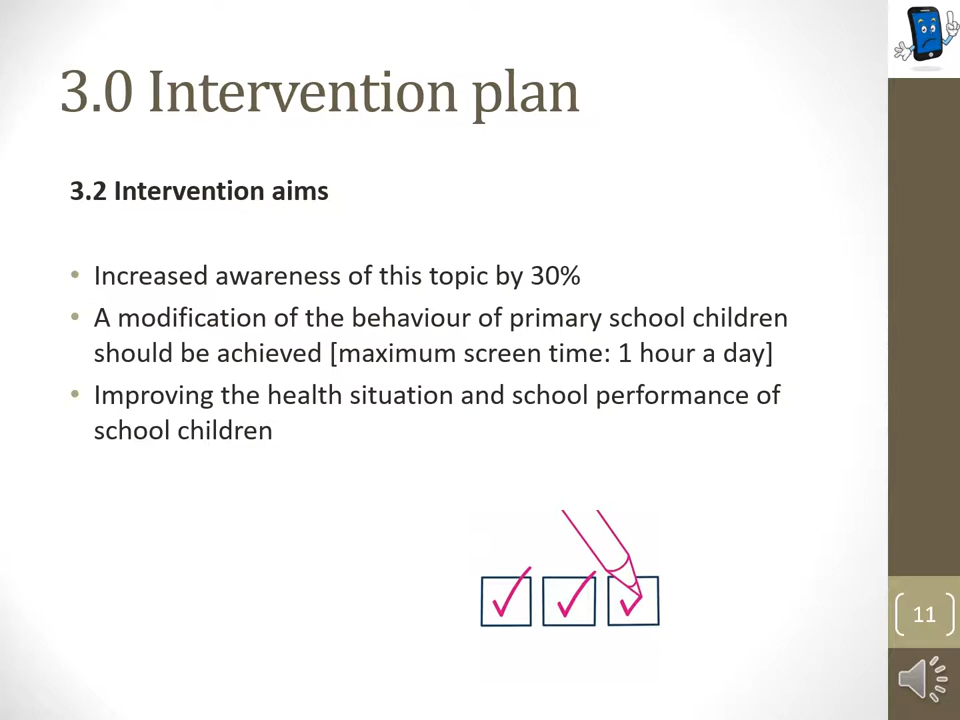 3.0 Intervention plan
3.2 Intervention aims
• Increased awareness of this topic by 30%
• A modification of the behaviour of primary school children
should be achieved [maximum screen time: 1 hour a day]
• Improving the health situation and school performance of
school children
11